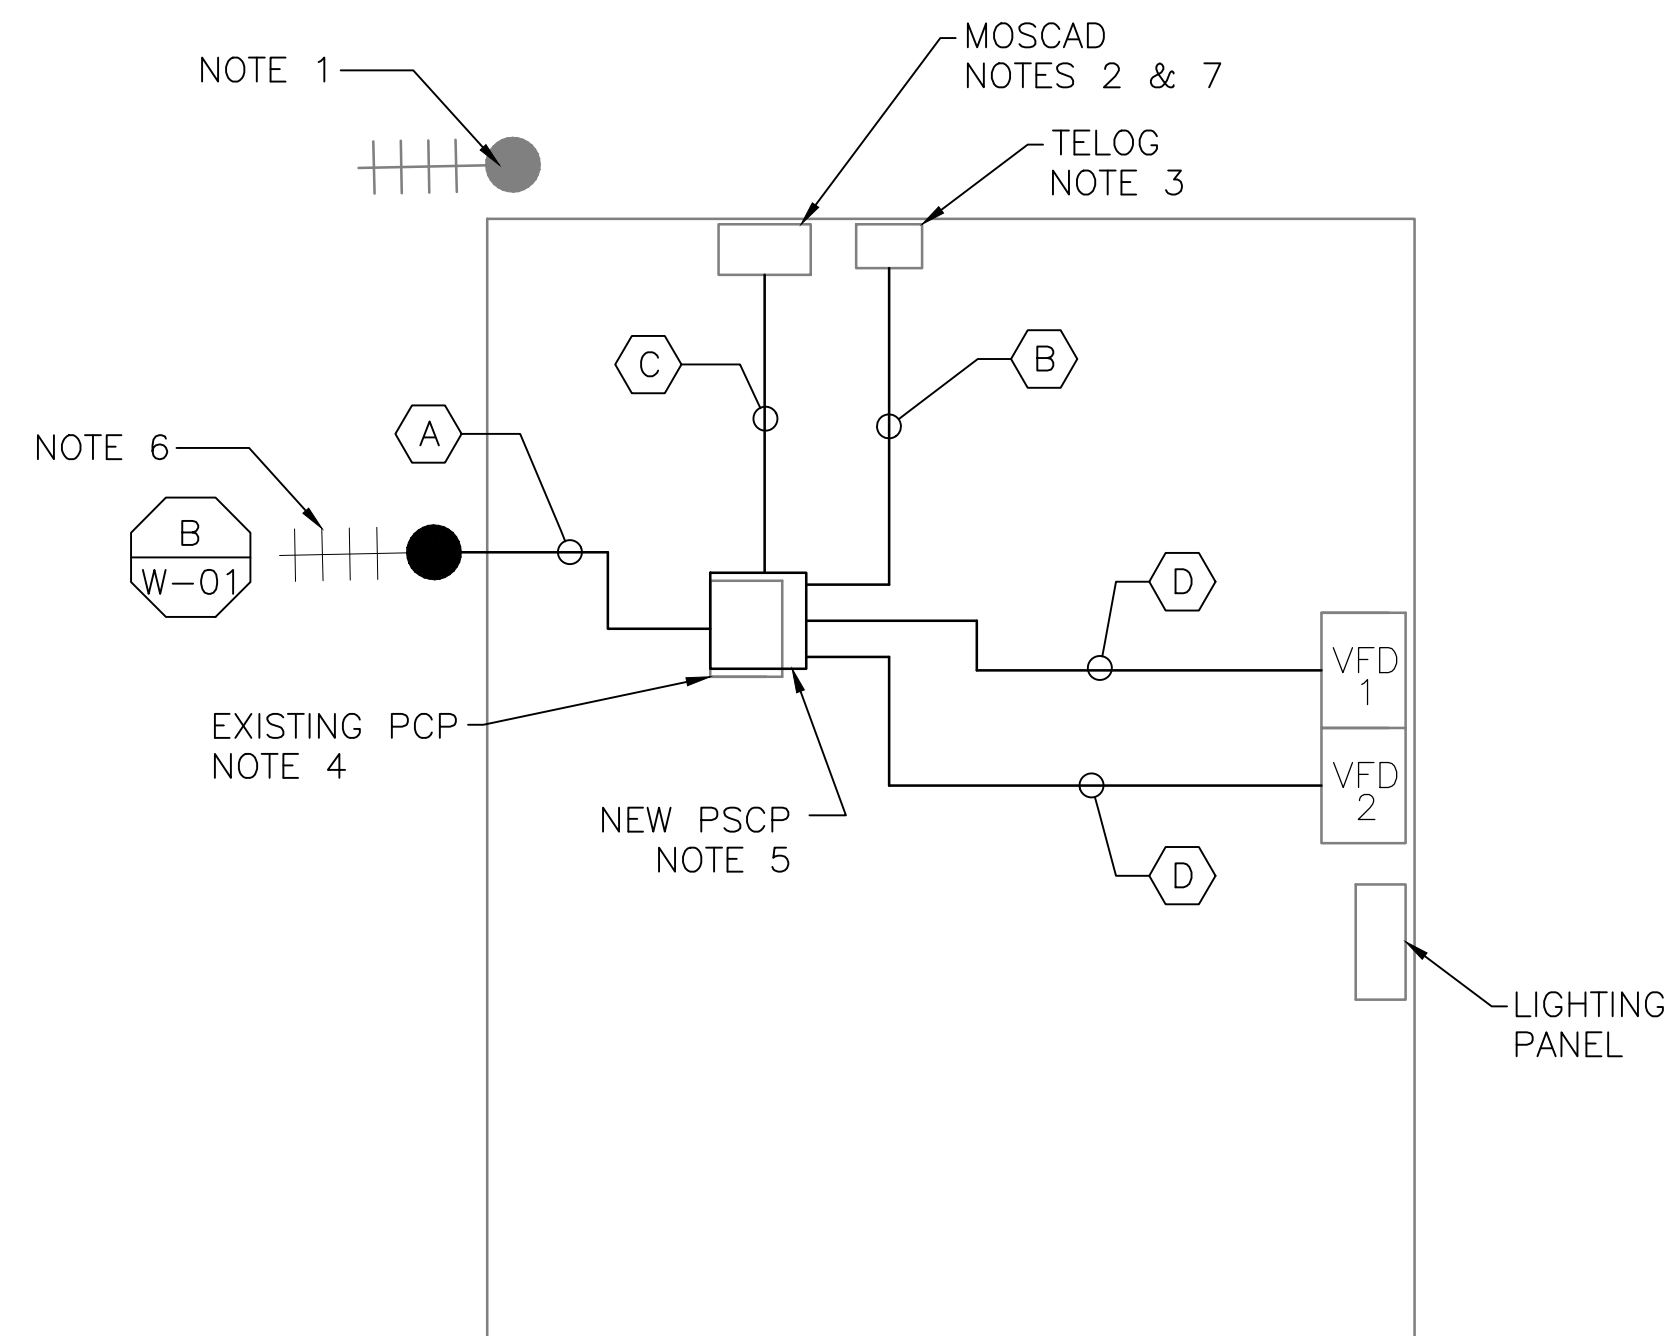 MOSCAD
NOTES 2 & 7
NOTE 1
TELOG
NOTE 3
C
B
A
NOTE 6
B
W-01
D
VFD
1
EXISTING PCP
NOTE 4
VFD
2
NEW PSCP
NOTE 5
D
LIGHTING
PANEL